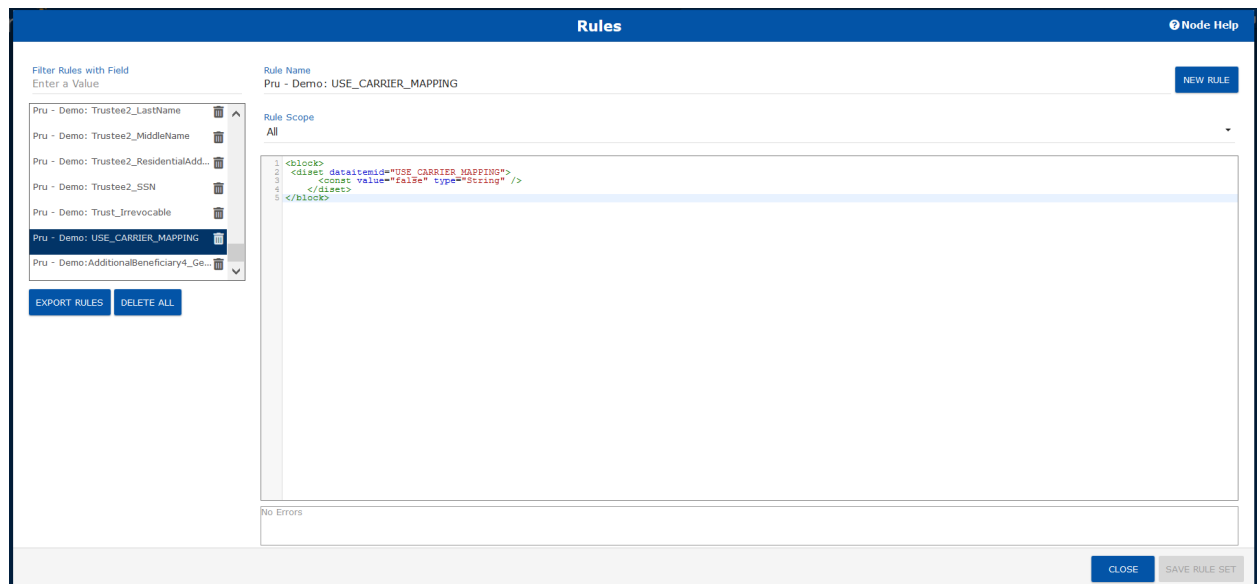 Rules
Node Help
Filter Rules with Field
Enter a Value
Pru - Demo: Trustee2_LastName
Pru - Demo: Trustee2_MiddleName
Pru - Demo: Trustee2_ResidentialAdd...
Pru - Demo: Trustee2_SSN
Pru - Demo: Trust_Irrevocable
Pru - Demo: USE_CARRIER_MAPPING
Pru - Demo:AdditionalBeneficiary4_Ge...
EXPORT RULES DELETE ALL
Rule Name
Pru - Demo: USE_CARRIER_MAPPING
NEW RULE
Rule Scope
All
1 <block>
2 <diset dataitemid="USE_CARRIER_MAPPING">
3 <const value="false" type="String" />
4 </diset>
5 </block>
No Errors
CLOSE SAVE RULE SET